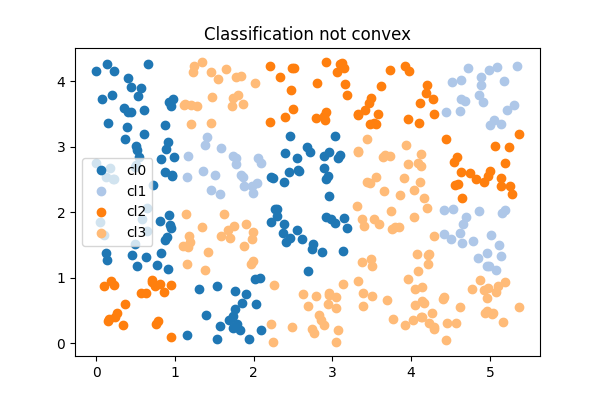 Classification not convex
4
3
2
1
0
cl0
cl1
cl2
cl3
0 1 2 3 4 5